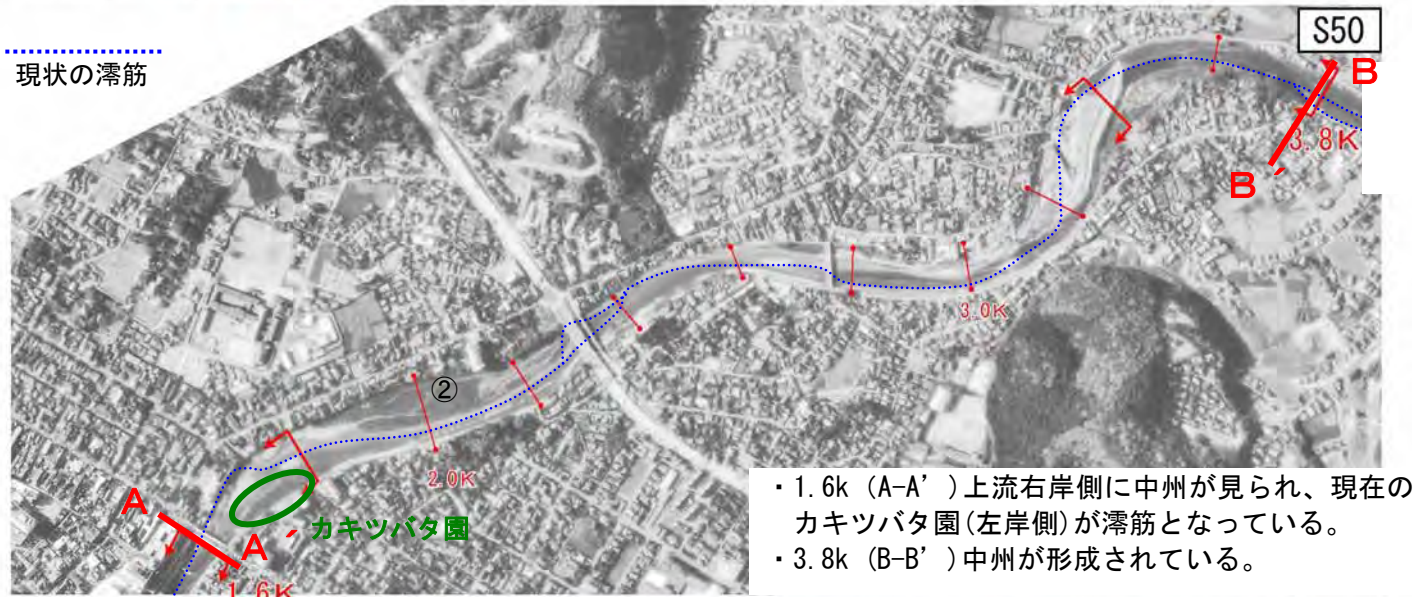 S50
現状の澪筋
B
3.8K
B´
3.0K
②
2.0K
A
A´
カキツバタ園
1.6K
・1.6k (A-A’)上流右岸側に中州が見られ、現在の
カキツバタ園(左岸側)が澪筋となっている。
・3.8k (B-B’)中州が形成されている。